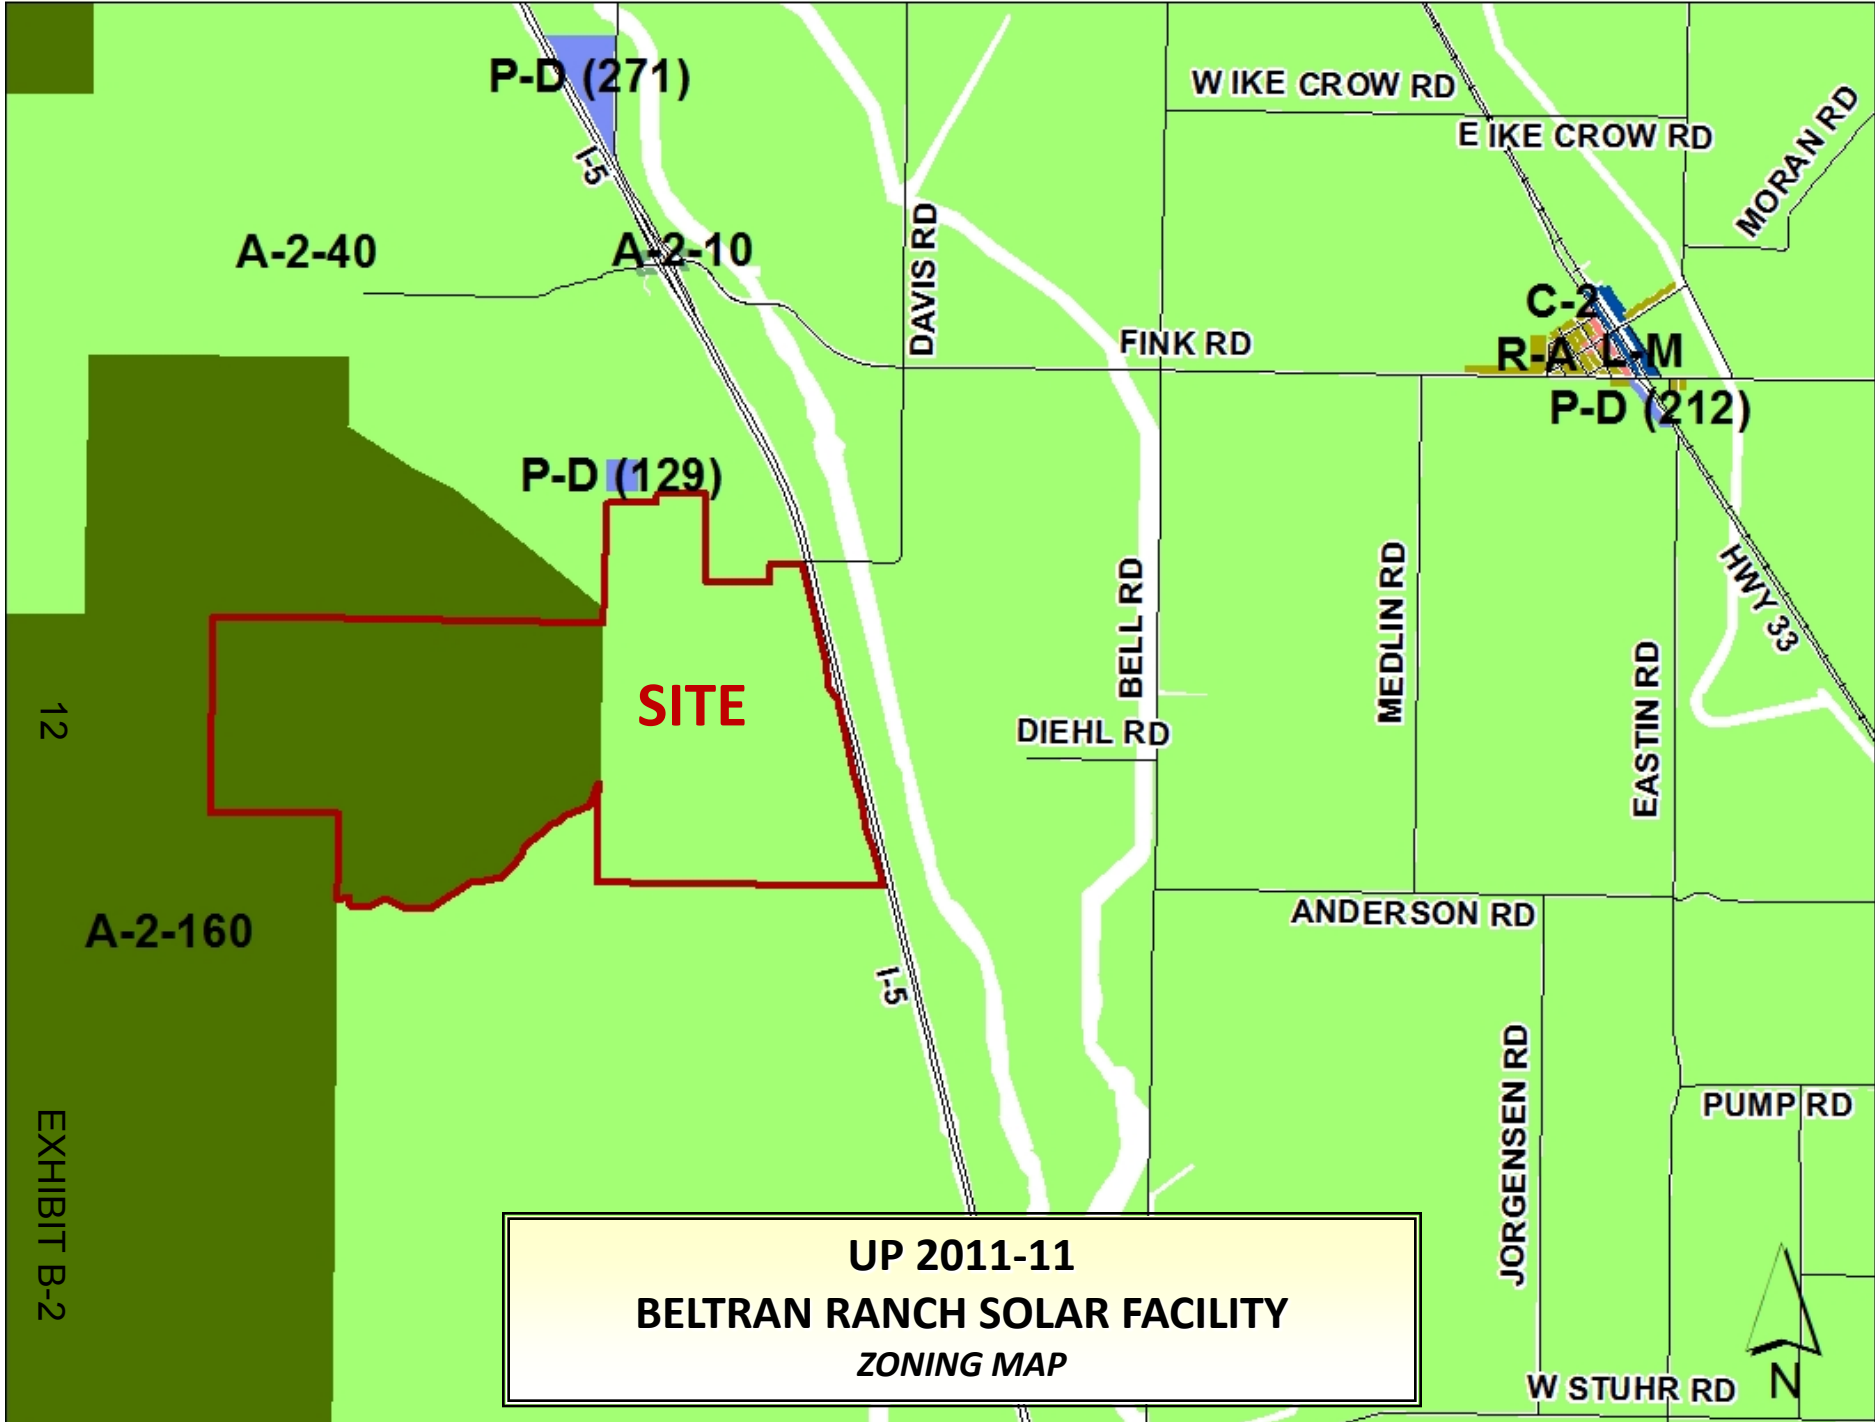 P-D (271)
W IKE CROW RD
E IKE CROW RD
MORAN RD
I-5
A-2-40
A-2-10
DAVIS RD
C-2
FINK RD
R-A
L-M
P-D (212)
P-D (129)
HWY 33
BELL RD
MEDLIN RD
EASTIN RD
SITE
12
DIEHL RD
ANDERSON RD
A-2-160
I-5
JORGENSEN RD
PUMP RD
EXHIBIT B-2
UP 2011-11
BELTRAN RANCH SOLAR FACILITY
ZONING MAP
W STUHR RD
N